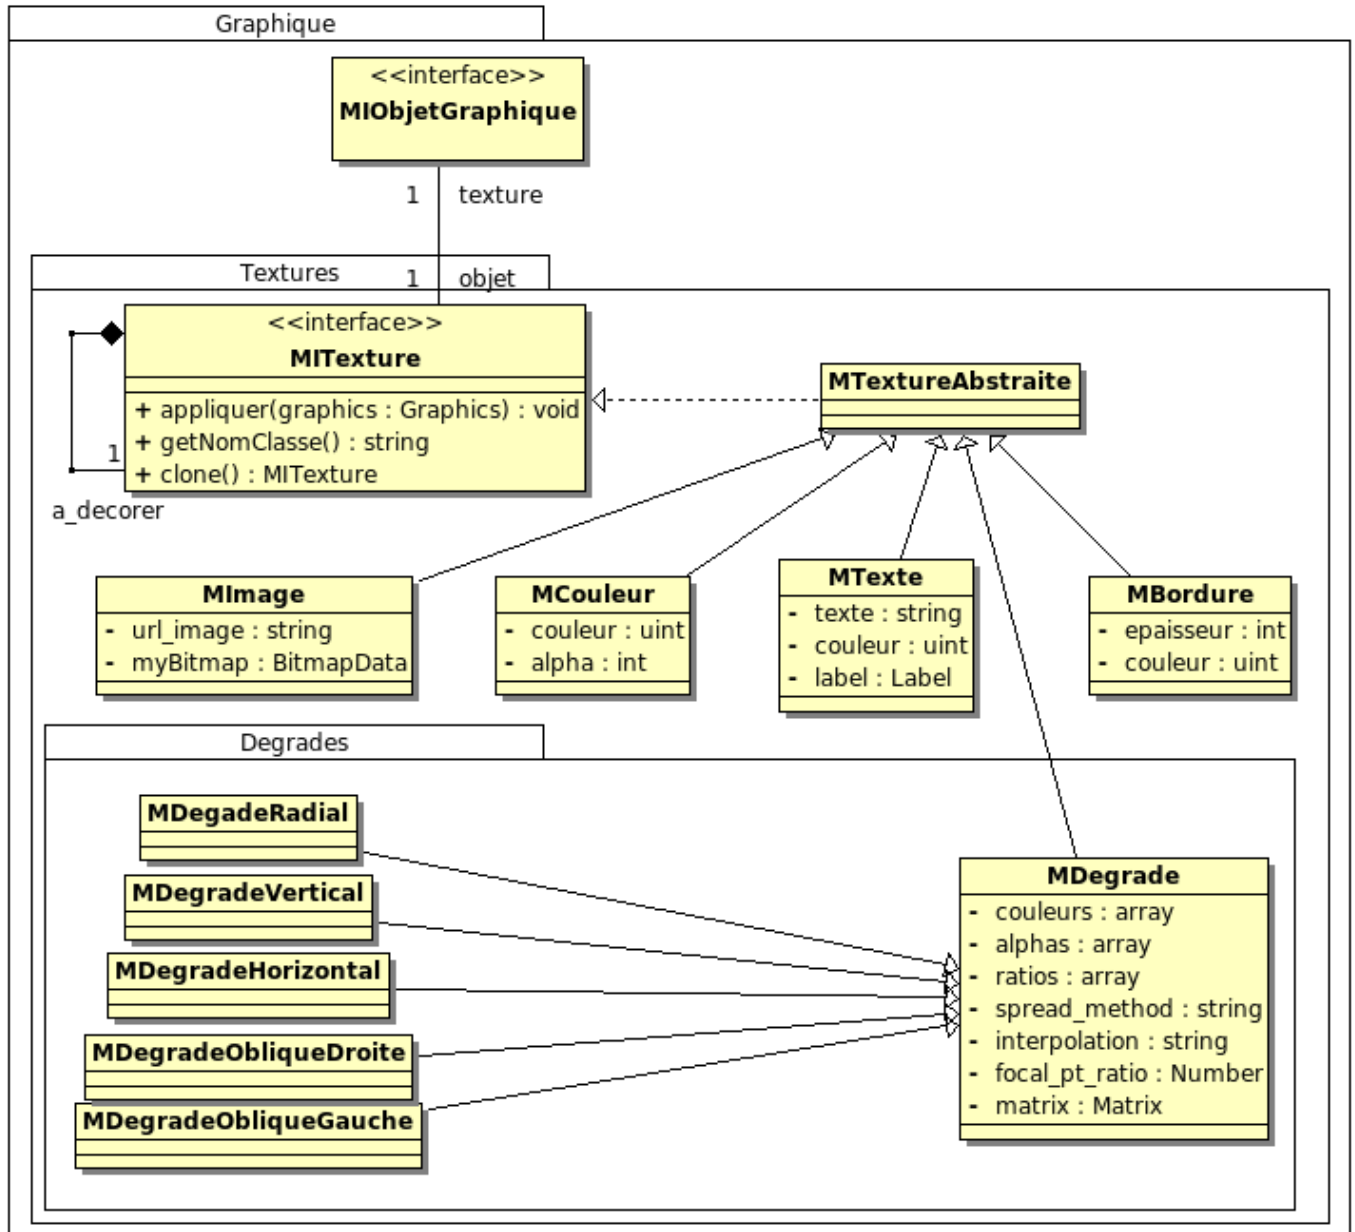 Graphique
<<interface>>
MIObjetGraphique
1 texture
Textures
1 objet
<<interface>>
MITexture
+ appliquer(graphics : Graphics) : void
+ getNomClasse() : string
+ clone() : MITexture
1
a_decorer
MTextureAbstraite
MImage
- url_image : string
- myBitmap : BitmapData
MCouleur
- couleur : uint
- alpha : int
MTexte
- texte : string
- couleur : uint
- label : Label
MBordure
- epaisseur : int
- couleur : uint
Degrades
MDegadeRadial
MDegradeVertical
MDegradeHorizontal
MDegradeObliqueDroite
MDegradeObliqueGauche
MDegrade
- couleurs : array
- alphas : array
- ratios : array
- spread_method : string
- interpolation : string
- focal_pt_ratio : Number
- matrix : Matrix